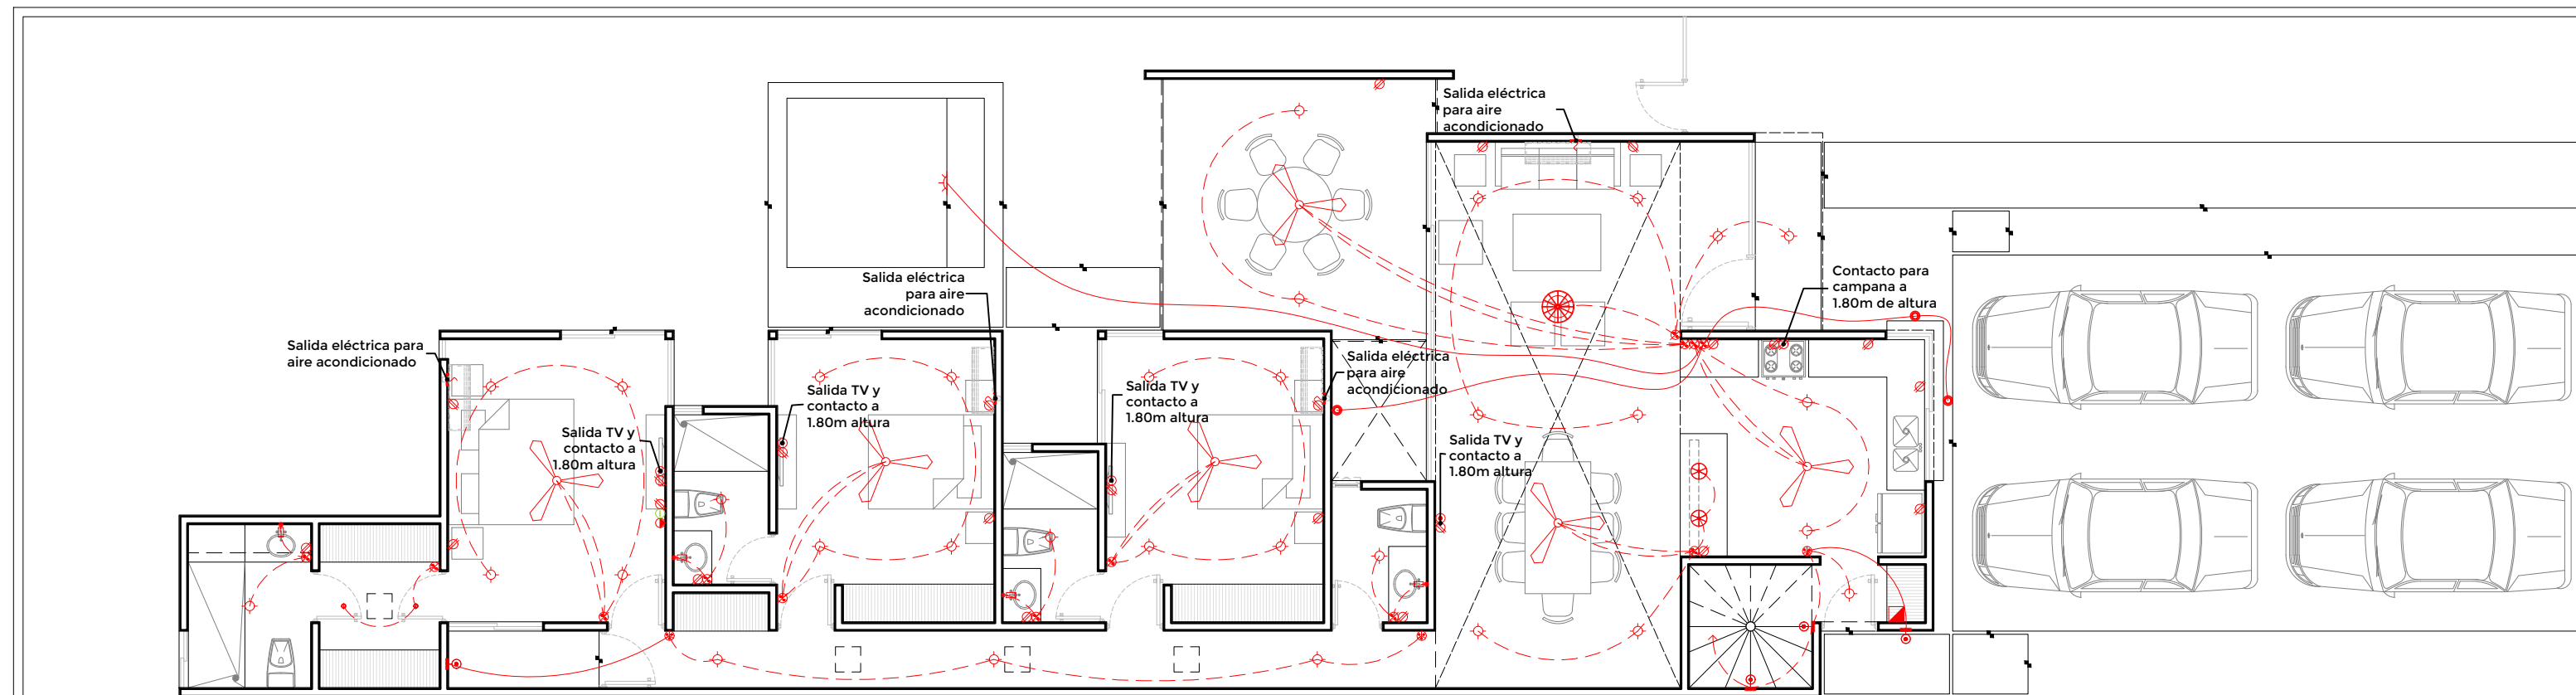 Salida eléctrica
para aire
acondicionado
Salida eléctrica
para aire
acondicionado
Contacto para
campana a
1.80m de altura
Salida eléctrica para
aire acondicionado
Salida eléctrica
para aire
acondicionado
Salida TV y
contacto a
1.80m altura
Salida TV y
contacto a
1.80m altura
Salida TV y
contacto a
1.80m altura
Salida TV y
contacto a
1.80m altura